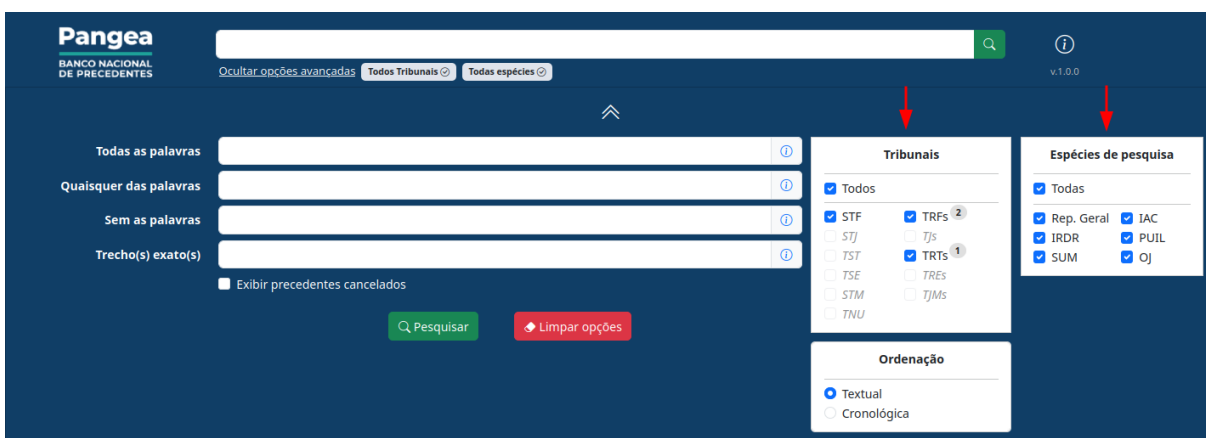 Pangea
BANCO NACIONAL
DE PRECEDENTES
Ocultar opções avançadas Todos Tribunais Todas espécies
v.1.0.0
Todas as palavras
Quaisquer das palavras
Sem as palavras
Trecho(s) exato(s)
Exibir precedentes cancelados
Pesquisar Limpar opções
Tribunais
Todos
STF TRFs 2
STJ TJs
TST TRTs 1
TSE TREs
STM TJMs
TNU
Ordenação
Textual
Cronológica
Espécies de pesquisa
Todas
Rep. Geral IAC
IRDR PUIL
SUM OJ